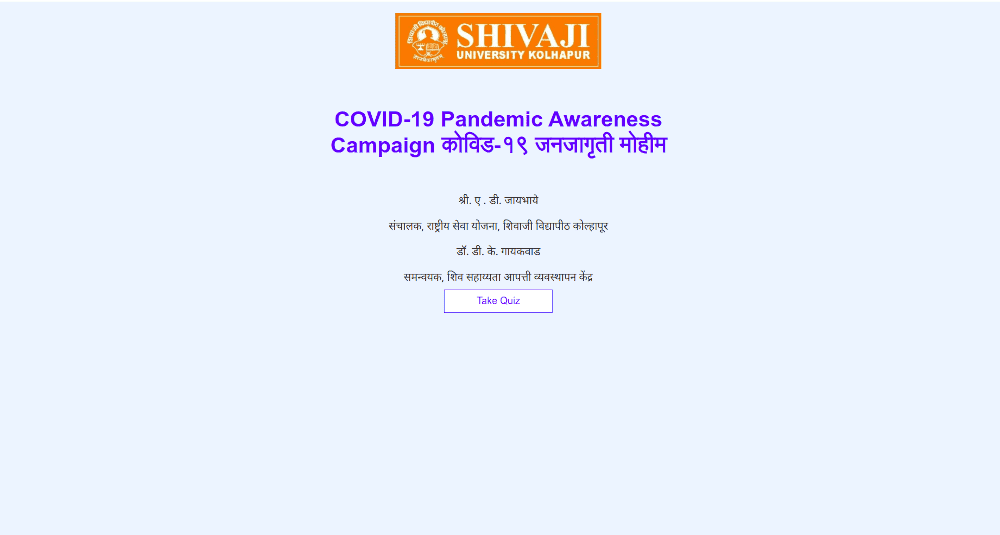 SHIVAJI
UNIVERSITY KOLHAPUR
COVID-19 Pandemic Awareness
Campaign कोविड-१९ जनजागृती मोहीम
श्री. ए . डी. जायभाये
संचालक, राष्ट्रीय सेवा योजना, शिवाजी विद्यापीठ कोल्हापूर
डॉ. डी. के. गायकवाड
समन्वयक, शिव सहाय्यता आपत्ती व्यवस्थापन केंद्र
Take Quiz